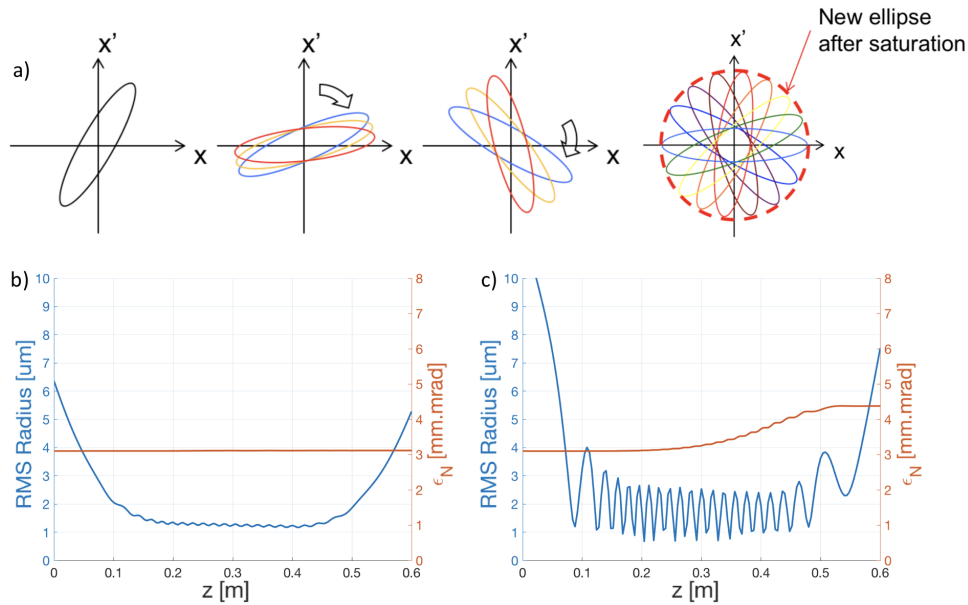 New ellipse
after saturation
a)
x'
x'
x'
x'
x
x
x
x
b)
c)
10
9
8
7
6
5
4
3
2
1
0
RMS Radius [um]
8
7
6
5
4
3
2
1
0
ϵN [mm.mrad]
0
0.1
0.2
0.3
0.4
0.5
0.6
z [m]
10
9
8
7
6
5
4
3
2
1
0
RMS Radius [um]
8
7
6
5
4
3
2
1
0
ϵN [mm.mrad]
0
0.1
0.2
0.3
0.4
0.5
0.6
z [m]